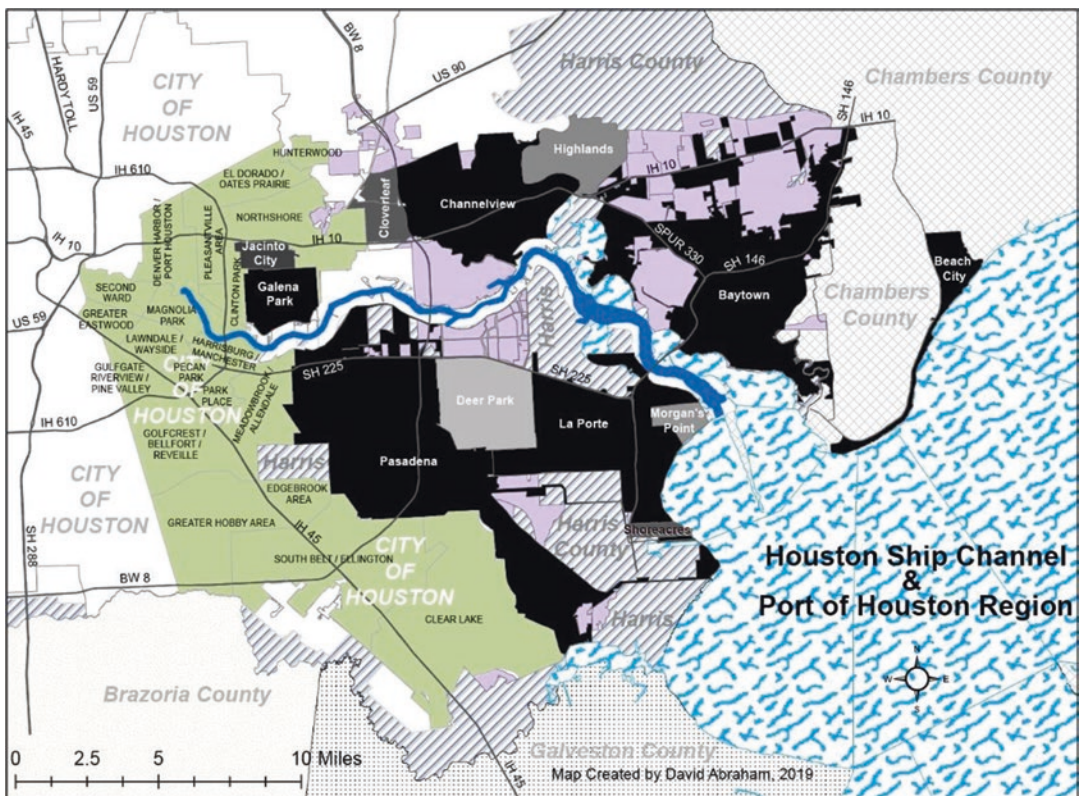 HARDY TOLL
US 59
IH 45
CITY
OF
HOUSTON
BW 8
US 90
Harris County
Chambers County
SH 146
IH 10
HUNTERWOOD
Highlands
IH 610
EL DORADO /
OATES PRAIRIE
Cloverleaf
Channelview
IH 10
NORTHSHORE
DENVER HARBOR /
PORT HOUSTON
PLEASANTVILLE
AREA
Jacinto
City
IH 10
SPUR 330
SH 146
IH 70
Beach
City
SECOND
WARD
Galena
Park
CLINTON PARK
Baytown
Chambers
County
MAGNOLIA
PARK
GREATER
EASTWOOD
US 59
Harris
LAWNDALE /
WAYSIDE
HARRISBURG /
MANCHESTER
SH 225
SH 225
GULFGATE
RIVERVIEW /
PINE VALLEY
PECAN
PARK
PARK
PLACE
CITY
OF
HOUSTON
MEADOWBROOK /
ALLENDALE
Deer Park
La Porte
Morgan's
Point
IH 610
GOLFCREST /
BELLFORT /
REVEILLE
Harris
Pasadena
CITY
OF
HOUSTON
EDGEBROOK
AREA
SH 288
GREATER HOBBY AREA
IH 45
Harris
County
Shoreacres
SOUTH BELT / ELLINGTON
CITY
OF
HOUSTON
Houston Ship Channel
&
Port of Houston Region
BW 8
CLEAR LAKE
Harris
N
W E
S
Brazoria County
Galveston County
0 2.5 5 10 Miles
IH 45
Map Created by David Abraham, 2019